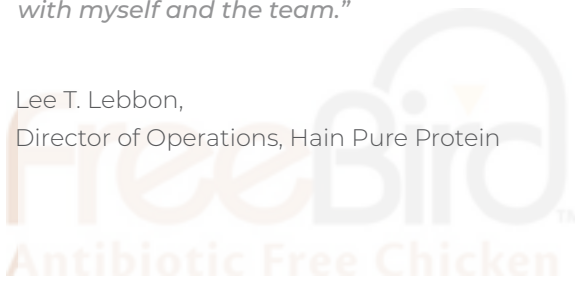 with myself and the team.”
Lee T. Lebbon,
Director of Operations, Hain Pure Protein
FreeBird
TM
Antibiotic Free Chicken